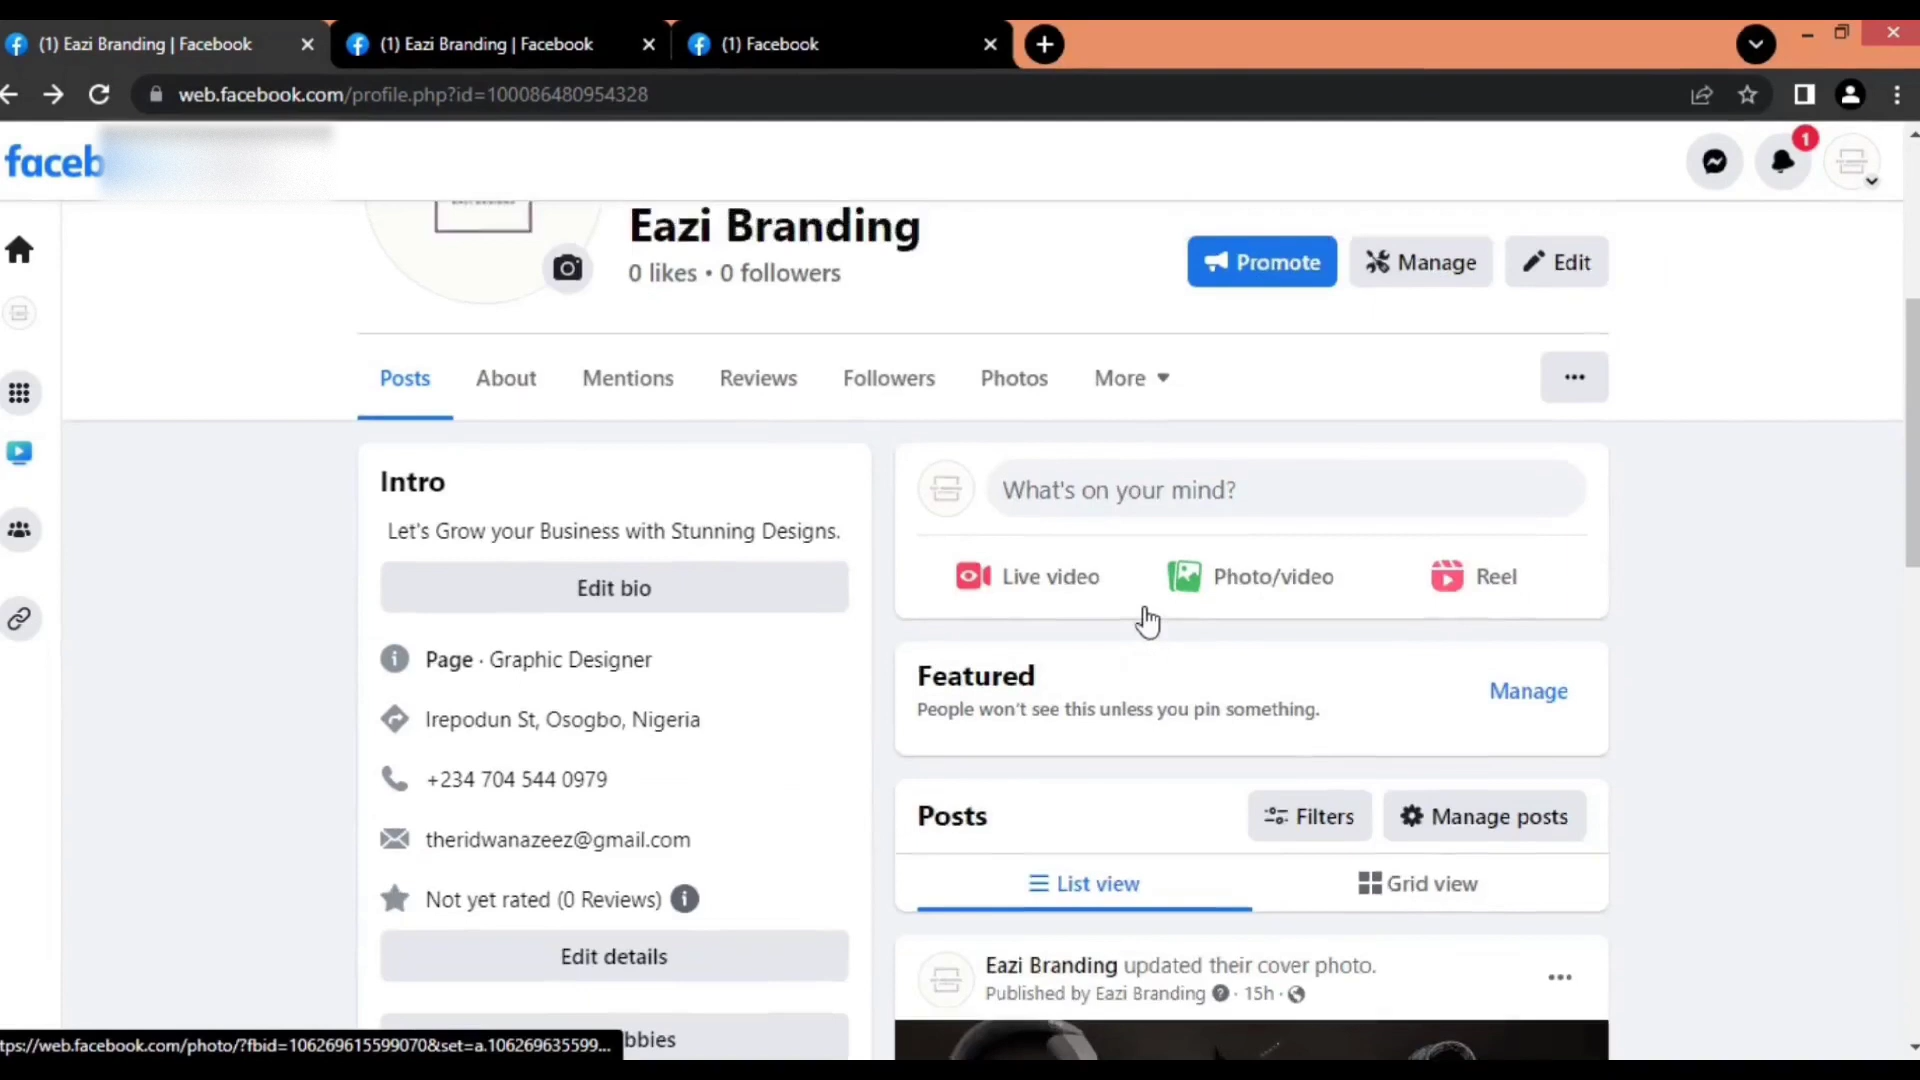 (1) Eazi Branding | Facebook
(1) Eazi Branding | Facebook
(1) Facebook
web.facebook.com/profile.php?id=100086480954328
faceb
1
Eazi Branding
0 likes • 0 followers
Promote
Manage
Edit
Posts
About
Mentions
Reviews
Followers
Photos
More
Intro
Let's Grow your Business with Stunning Designs.
Edit bio
Page · Graphic Designer
Irepodun St, Osogbo, Nigeria
+234 704 544 0979
theridwanazeez@gmail.com
Not yet rated (0 Reviews)
Edit details
bbies
What's on your mind?
Live video
Photo/video
Reel
Featured
Manage
People won't see this unless you pin something.
Posts
Filters
Manage posts
List view
Grid view
Eazi Branding updated their cover photo.
Published by Eazi Branding · 15h ·
tps://web.facebook.com/photo/?fbid=106269615599070&set=a.106269635599...